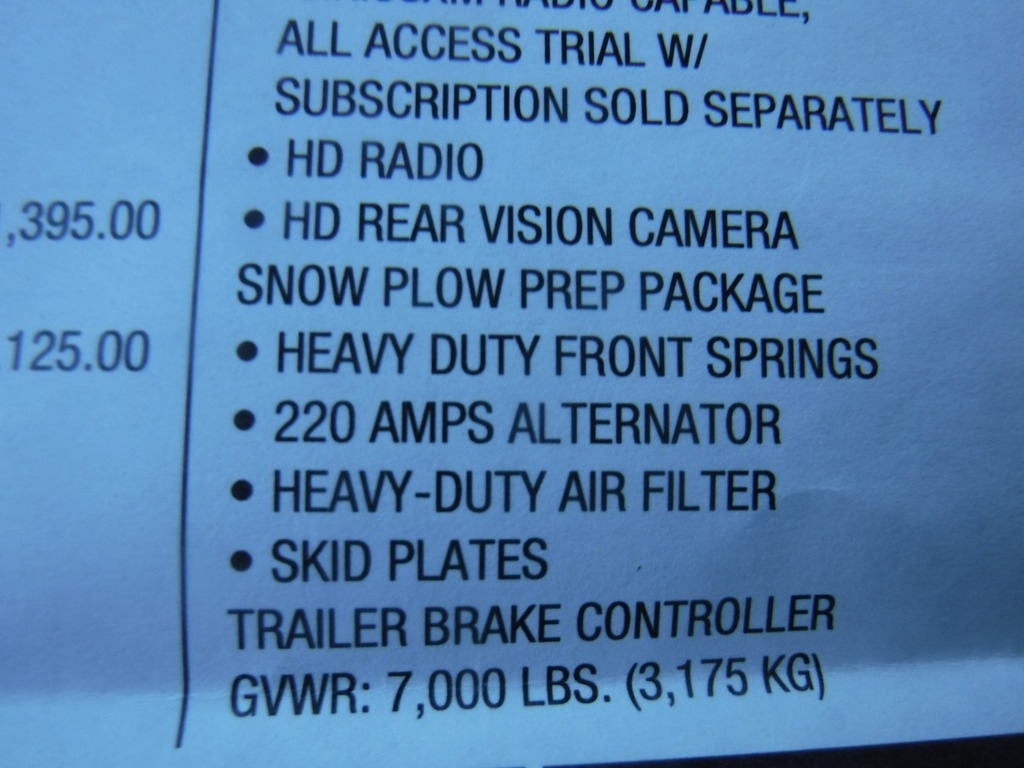 RADIO CAPABLE,
ALL ACCESS TRIAL W/
SUBSCRIPTION SOLD SEPARATELY
• HD RADIO
,395.00
• HD REAR VISION CAMERA
SNOW PLOW PREP PACKAGE
125.00
• HEAVY DUTY FRONT SPRINGS
• 220 AMPS ALTERNATOR
• HEAVY-DUTY AIR FILTER
• SKID PLATES
TRAILER BRAKE CONTROLLER
GVWR: 7,000 LBS. (3,175 KG)